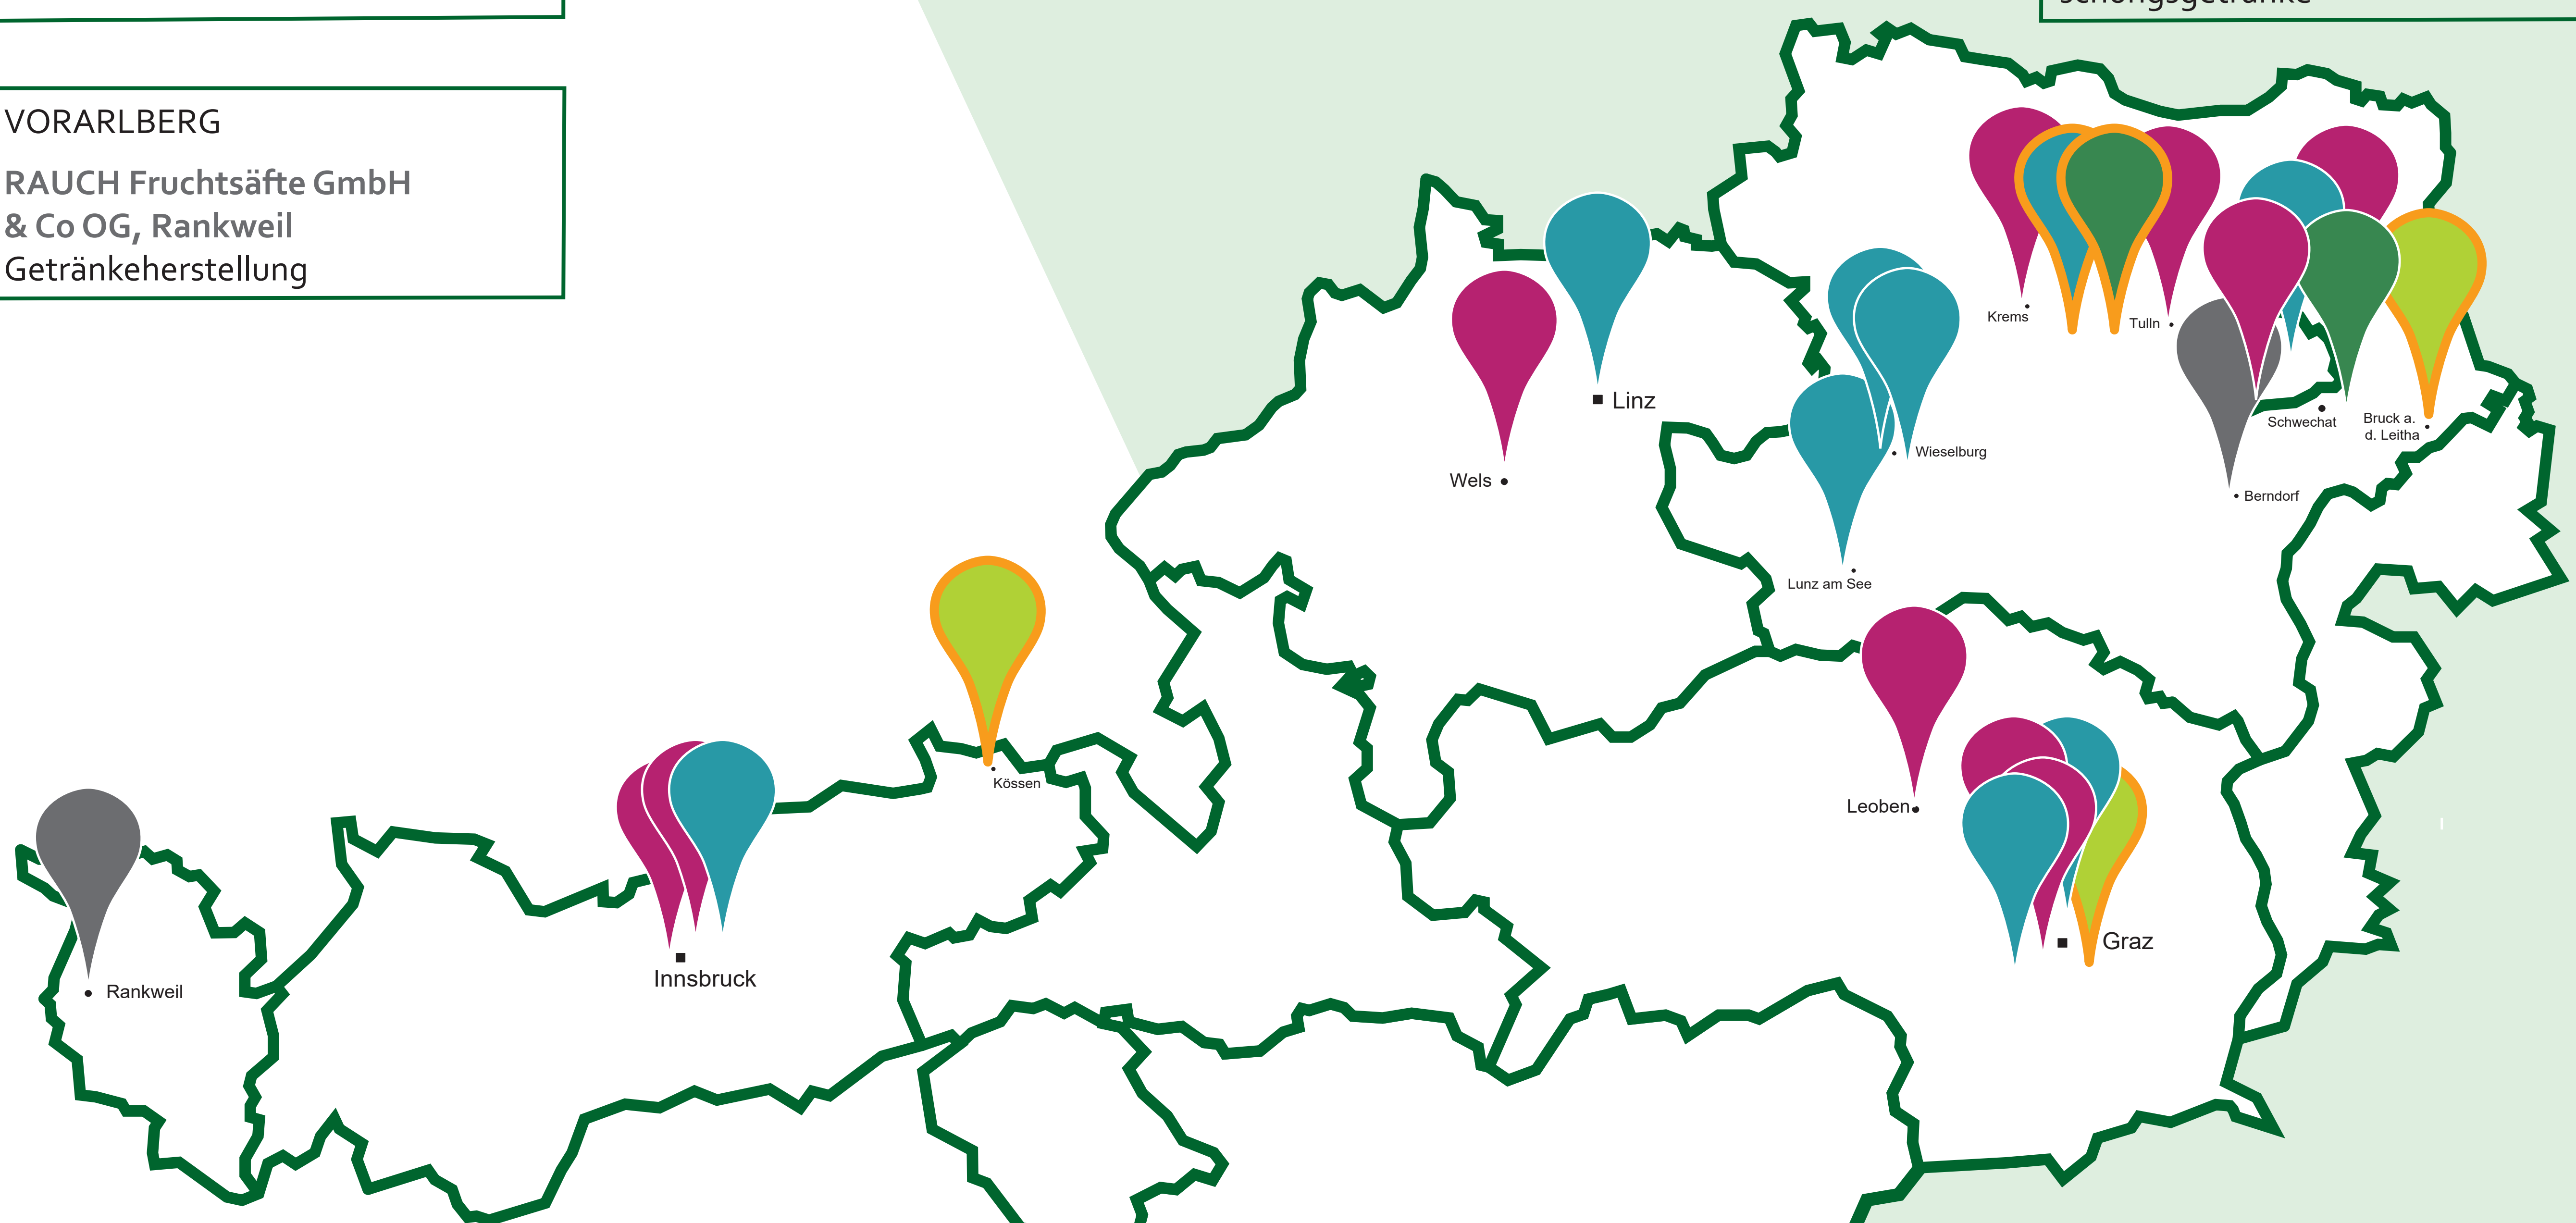 VORARLBERG
RAUCH Fruchtsäfte GmbH
& Co OG, Rankweil
Getränkeherstellung
Krems
Tulln
Linz
Schwechat
Bruck a.
d. Leitha
Wieselburg
Wels
Berndorf
Lunz am See
Kössen
Leoben
Graz
Innsbruck
Rankweil